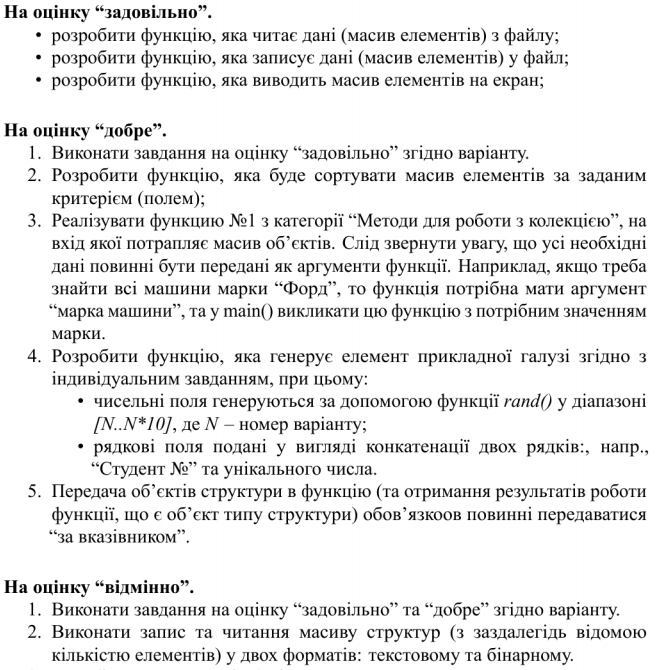 На оцінку “задовільно”.
• розробити функцію, яка читає дані (масив елементів) з файлу;
• розробити функцію, яка записує дані (масив елементів) у файл;
• розробити функцію, яка виводить масив елементів на екран;
На оцінку “добре”.
1. Виконати завдання на оцінку “задовільно” згідно варіанту.
2. Розробити функцію, яка буде сортувати масив елементів за заданим
критерієм (полем);
3. Реалізувати функцию №1 з категорії “Методи для роботи з колекцією”, на
вхід якої потрапляє масив об’єктів. Слід звернути увагу, що усі необхідні
дані повинні бути передані як аргументи функції. Наприклад, якщо треба
знайти всі машини марки “Форд”, то функція потрібна мати аргумент
“марка машини”, та у main() викликати цю функцію з потрібним значенням
марки.
4. Розробити функцію, яка генерує елемент прикладної галузі згідно з
індивідуальним завданням, при цьому:
• чисельні поля генеруються за допомогою функції rand() у діапазоні
[N..N*10], де N – номер варіанту;
• рядкові поля подані у вигляді конкатенації двох рядків:, напр.,
“Студент №” та унікального числа.
5. Передача об’єктів структури в функцію (та отримання результатів роботи
функції, що є об’єкт типу структури) обов’язкоов повинні передаватися
“за вказівником”.
На оцінку “відмінно”.
1. Виконати завдання на оцінку “задовільно” та “добре” згідно варіанту.
2. Виконати запис та читання масиву структур (з заздалегідь відомою
кількістю елементів) у двох форматів: текстовому та бінарному.